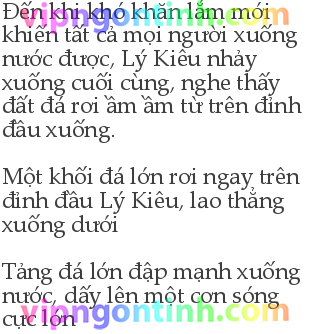 Đến khi khó khăn lắm mới
khiến tất cả mọi người xuống
nước được, Lý Kiêu nhảy
xuống cuối cùng, nghe thấy
đất đá rơi ầm ầm từ trên đỉnh
đầu xuống.
Một khối đá lớn rơi ngay trên
đỉnh đầu Lý Kiêu, lao thẳng
xuống dưới
Tảng đá lớn đập mạnh xuống
nước, dấy lên một cơn sóng
cực lớn
vipngontinh.com
vipngontinh.com
vipngontinh.com